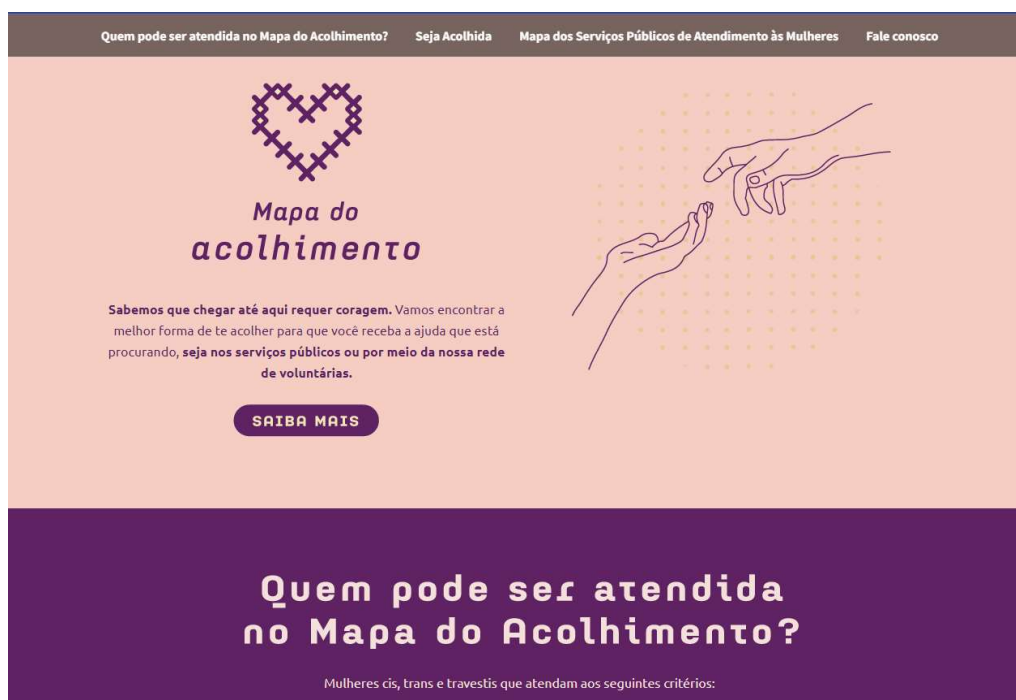 Quem pode ser atendida no Mapa do Acolhimento? Seja Acolhida Mapa dos Serviços Públicos de Atendimento às Mulheres Fale conosco
Mapa do
acolhimento
Sabemos que chegar até aqui requer coragem. Vamos encontrar a
melhor forma de te acolher para que você receba a ajuda que está
procurando, seja nos serviços públicos ou por meio da nossa rede
de voluntárias.
SAIBA MAIS
Quem pode ser atendida
no Mapa do Acolhimento?
Mulheres cis, trans e travestis que atendam aos seguintes critérios: